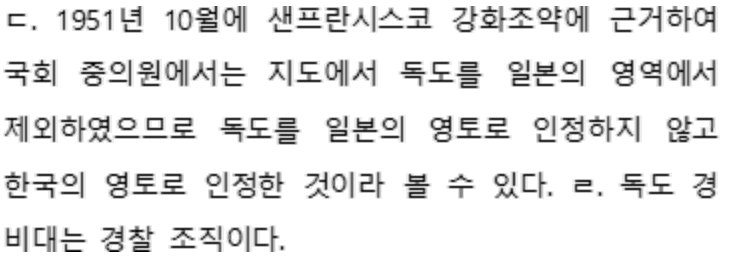 ㄷ. 1951년 10월에 샌프란시스코 강화조약에 근거하여
국회 중의원에서는 지도에서 독도를 일본의 영역에서
제외하였으므로 독도를 일본의 영토로 인정하지 않고
한국의 영토로 인정한 것이라 볼 수 있다. ㄹ. 독도 경
비대는 경찰 조직이다.